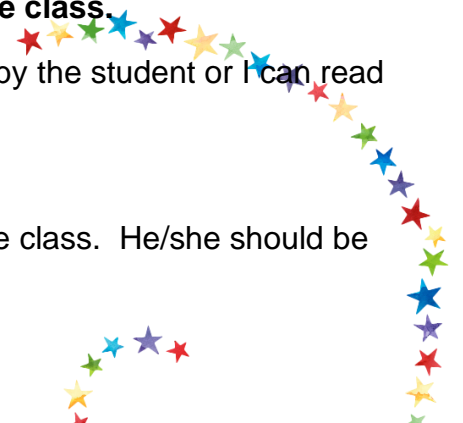 e class.
by the student or I can read
e class.  He/she should be